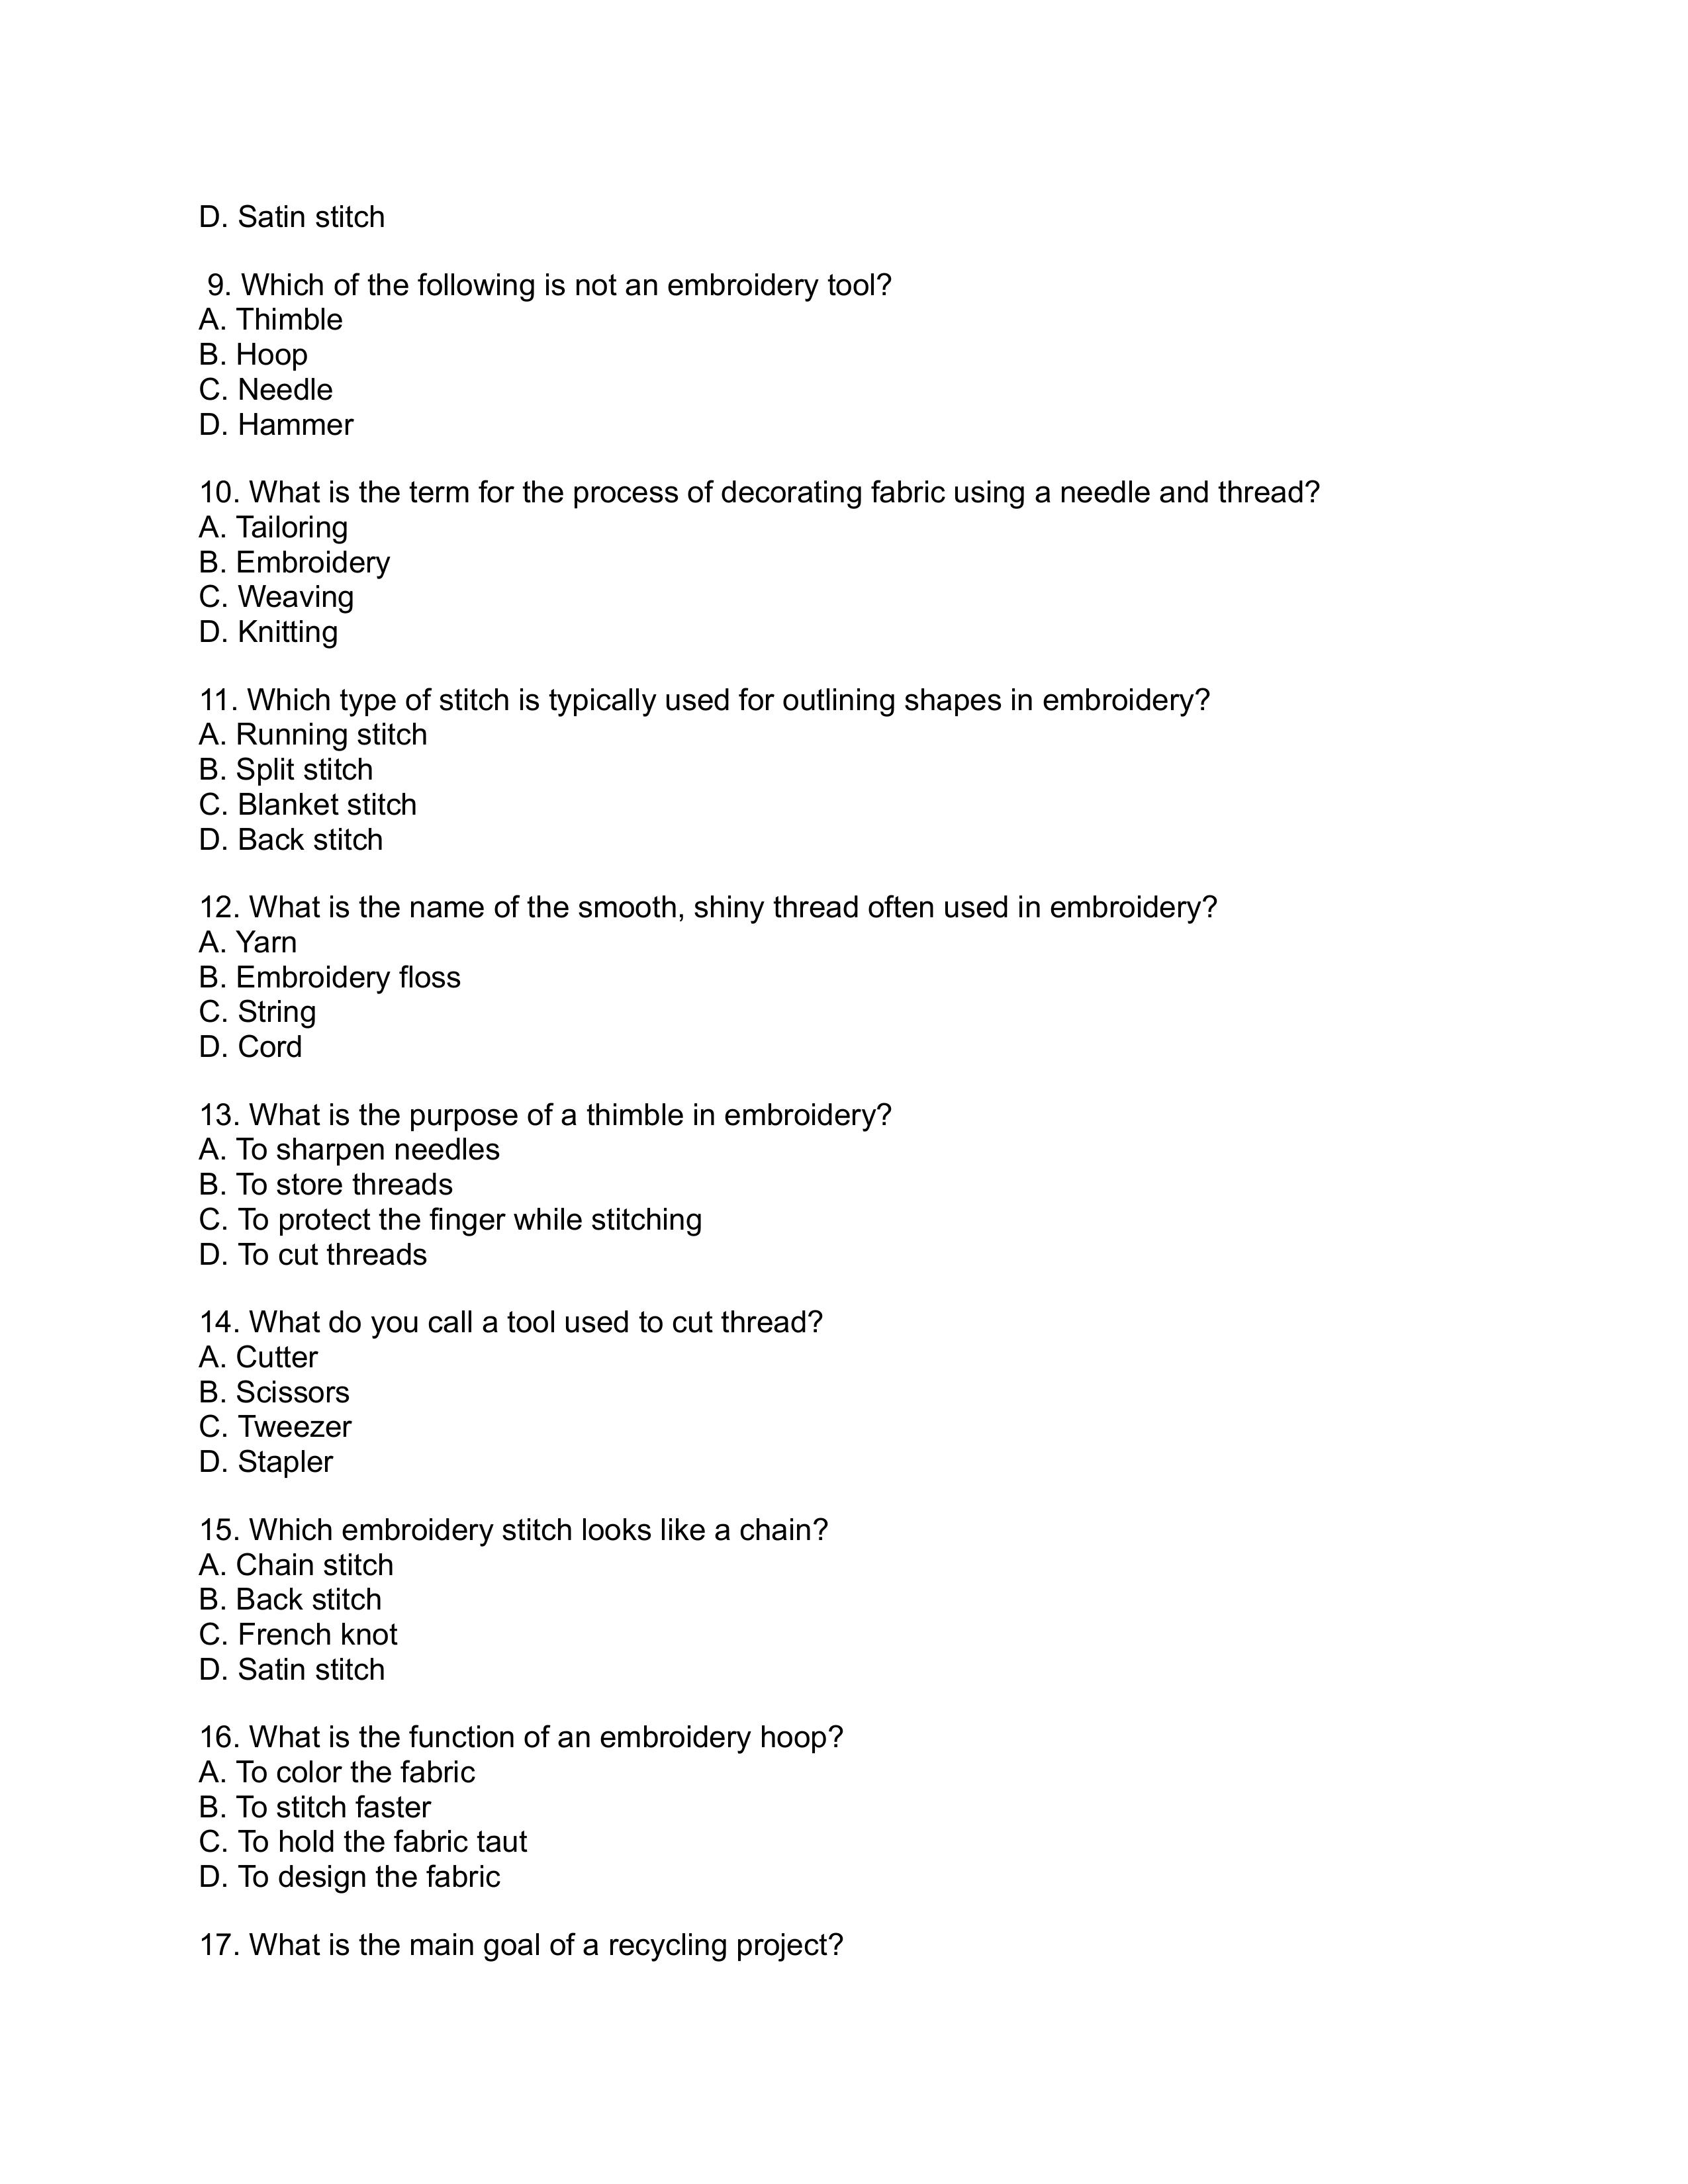 D. Satin stitch
9. Which of the following is not an embroidery tool?
A. Thimble
B. Hoop
C. Needle
D. Hammer
10. What is the term for the process of decorating fabric using a needle and thread?
A. Tailoring
B. Embroidery
C. Weaving
D. Knitting
11. Which type of stitch is typically used for outlining shapes in embroidery?
A. Running stitch
B. Split stitch
C. Blanket stitch
D. Back stitch
12. What is the name of the smooth, shiny thread often used in embroidery?
A. Yarn
B. Embroidery floss
C. String
D. Cord
13. What is the purpose of a thimble in embroidery?
A. To sharpen needles
B. To store threads
C. To protect the finger while stitching
D. To cut threads
14. What do you call a tool used to cut thread?
A. Cutter
B. Scissors
C. Tweezer
D. Stapler
15. Which embroidery stitch looks like a chain?
A. Chain stitch
B. Back stitch
C. French knot
D. Satin stitch
16. What is the function of an embroidery hoop?
A. To color the fabric
B. To stitch faster
C. To hold the fabric taut
D. To design the fabric
17. What is the main goal of a recycling project?